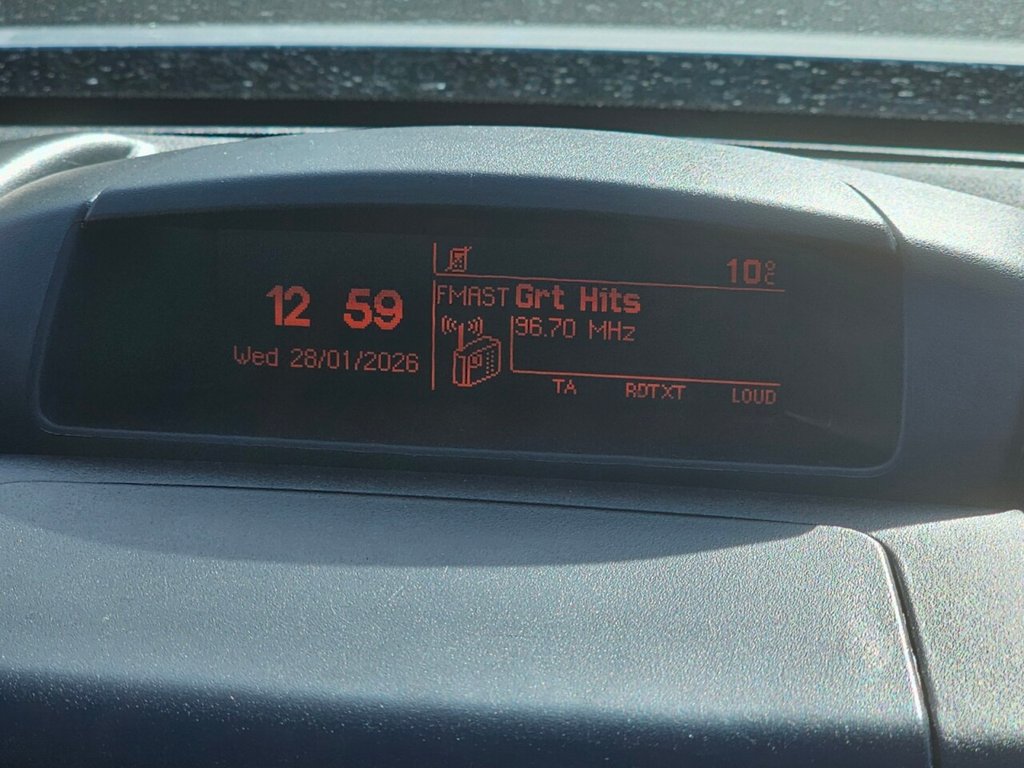 12 59
Wed 28/01/2026
10°C
FMAST Grt Hits
96.70 MHz
TA RDTXT LOUD